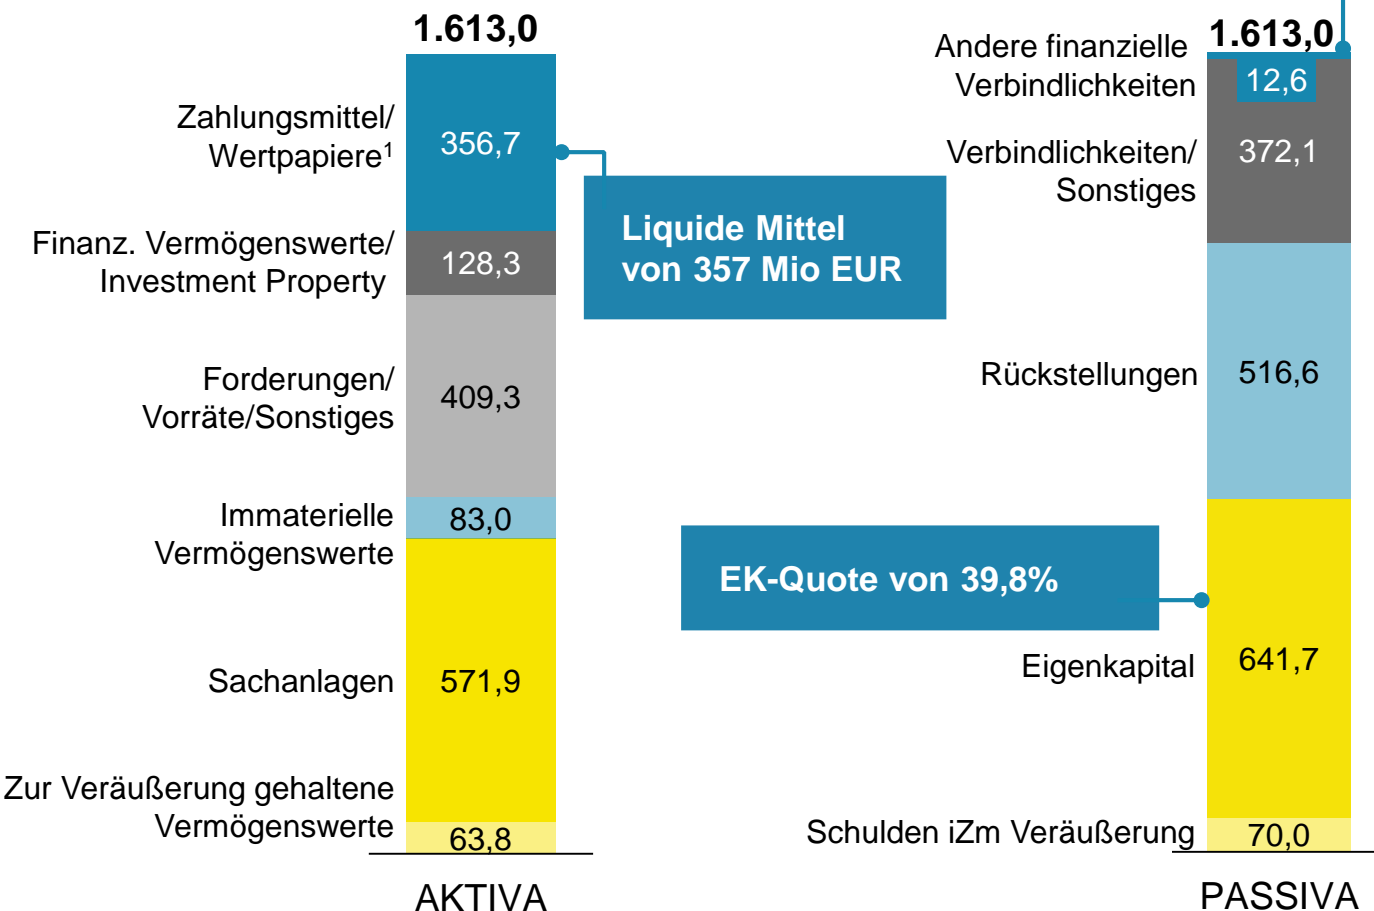 1.613,0
Zahlungsmittel/
Wertpapiere¹
356,7
Liquide Mittel
von 357 Mio EUR
Finanz. Vermögenswerte/
Investment Property
128,3
Forderungen/
Vorräte/Sonstiges
409,3
Immaterielle
Vermögenswerte
83,0
Sachanlagen
571,9
Zur Veräußerung gehaltene
Vermögenswerte
63,8
AKTIVA
1.613,0
Andere finanzielle
Verbindlichkeiten
12,6
Verbindlichkeiten/
Sonstiges
372,1
Rückstellungen
516,6
EK-Quote von 39,8%
Eigenkapital
641,7
Schulden iZm Veräußerung
70,0
PASSIVA